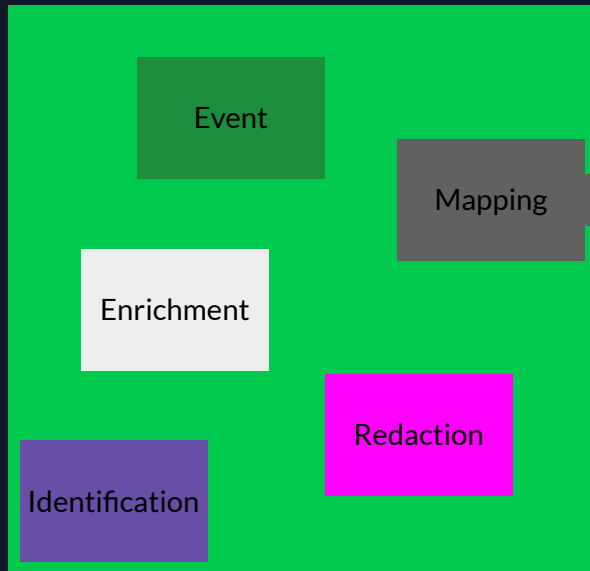 Event
Mapping
Enrichment
Redaction
Identification